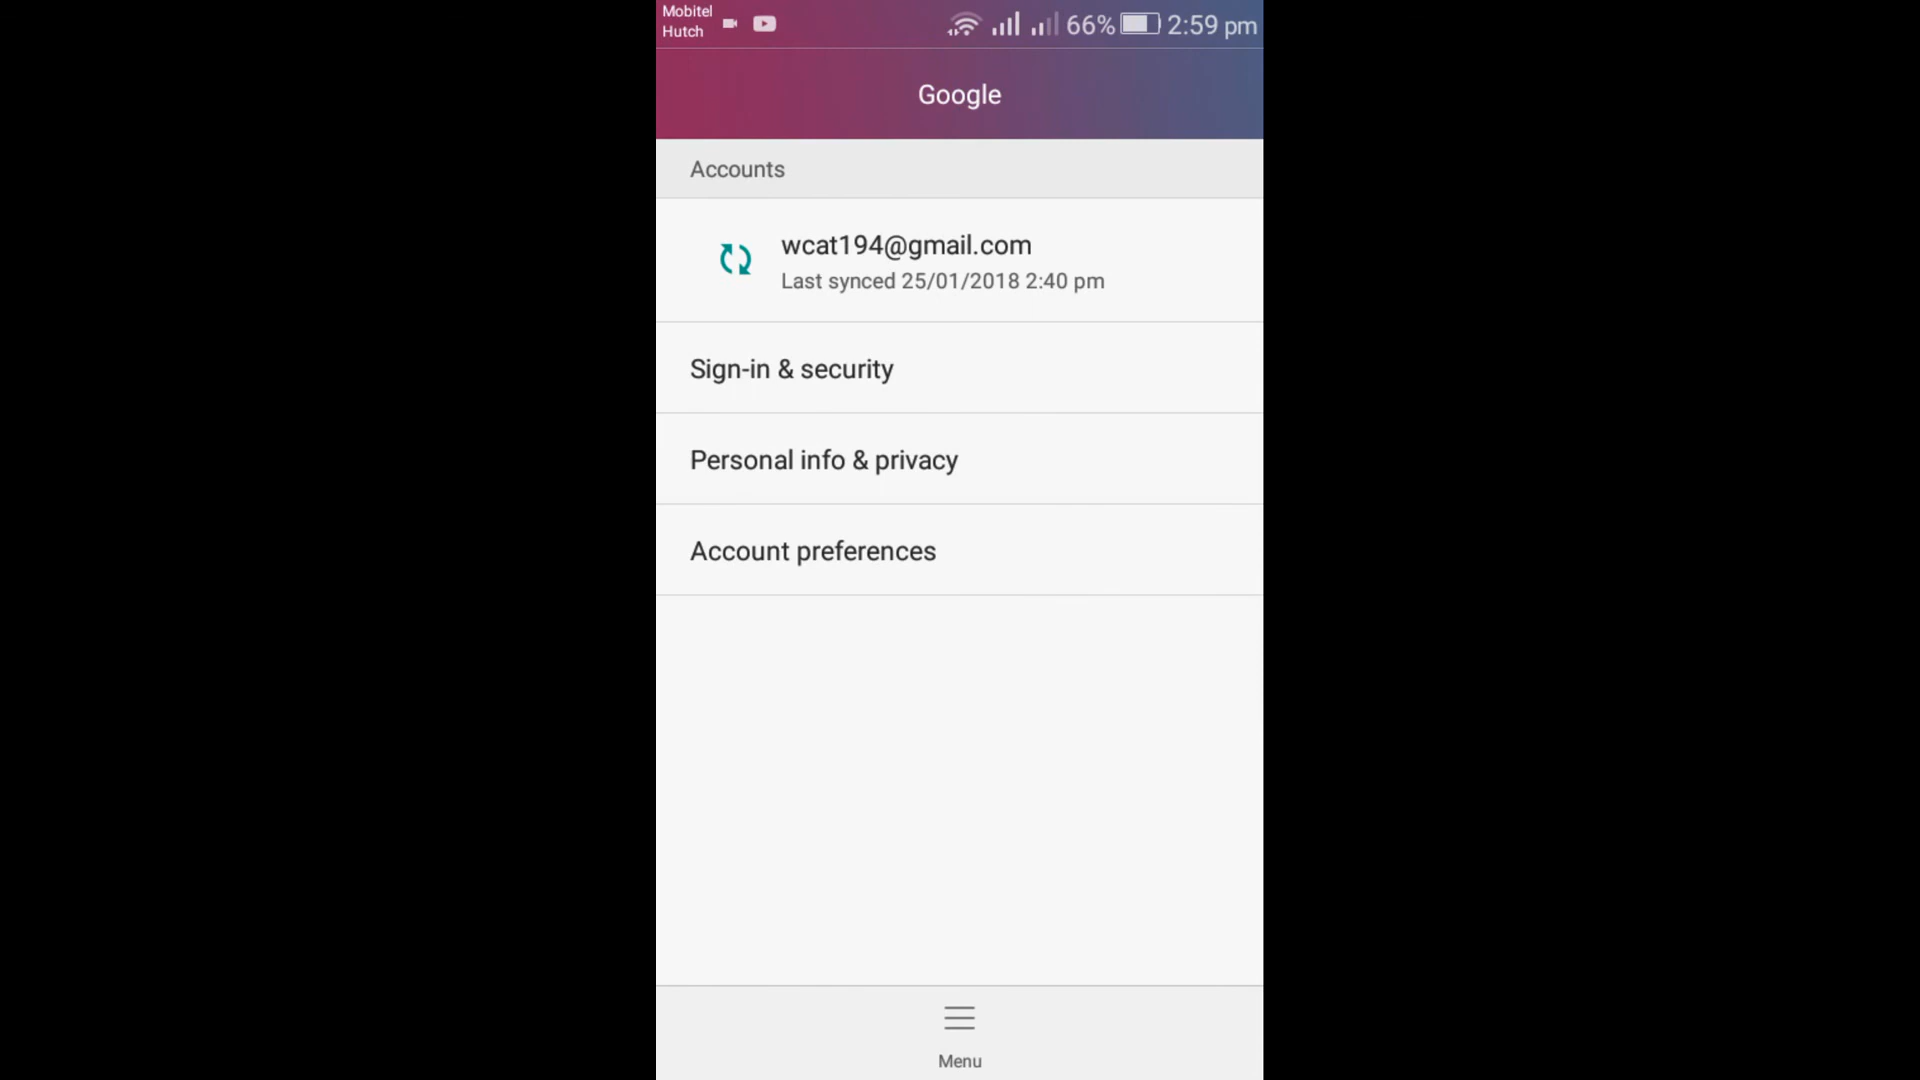 Mobitel
Hutch
66% 2:59 pm
Google
Accounts
wcat194@gmail.com
Last synced 25/01/2018 2:40 pm
Sign-in & security
Personal info & privacy
Account preferences
Menu